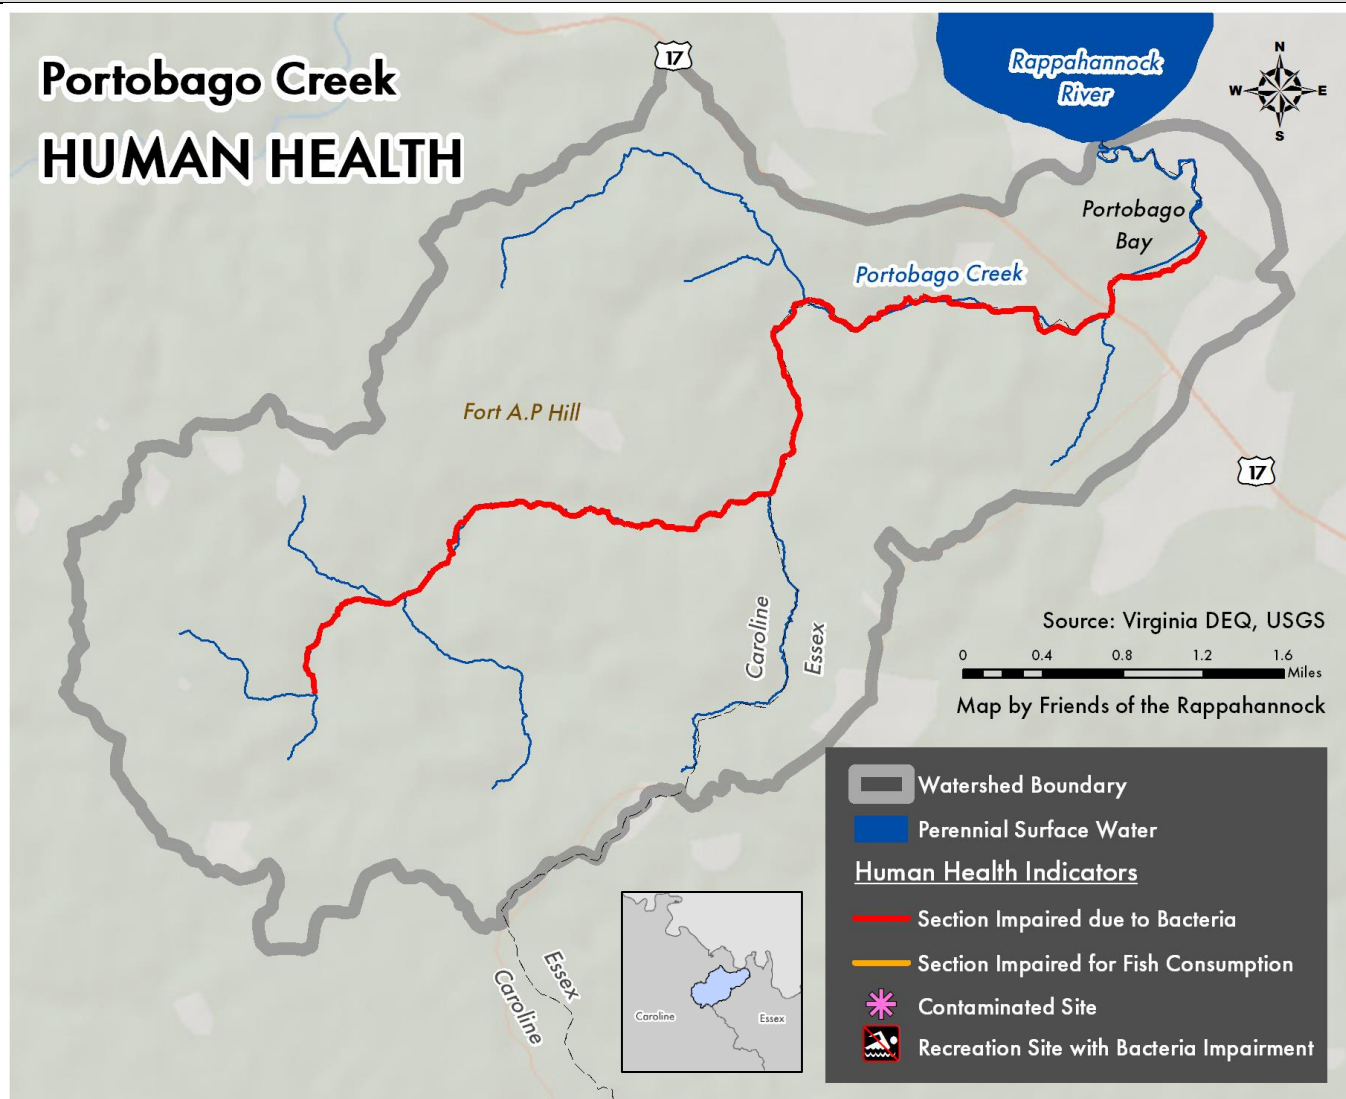 Portobago Creek
HUMAN HEALTH
17
Rappahannock
River
N
W
E
S
Portobago
Bay
Portobago Creek
Fort A.P Hill
17
Caroline
Essex
Source: Virginia DEQ, USGS
0 0.4 0.8 1.2 1.6
Miles
Map by Friends of the Rappahannock
Watershed Boundary
Perennial Surface Water
Human Health Indicators
Section Impaired due to Bacteria
Section Impaired for Fish Consumption
Contaminated Site
Recreation Site with Bacteria Impairment
Essex
Caroline
Caroline
Essex